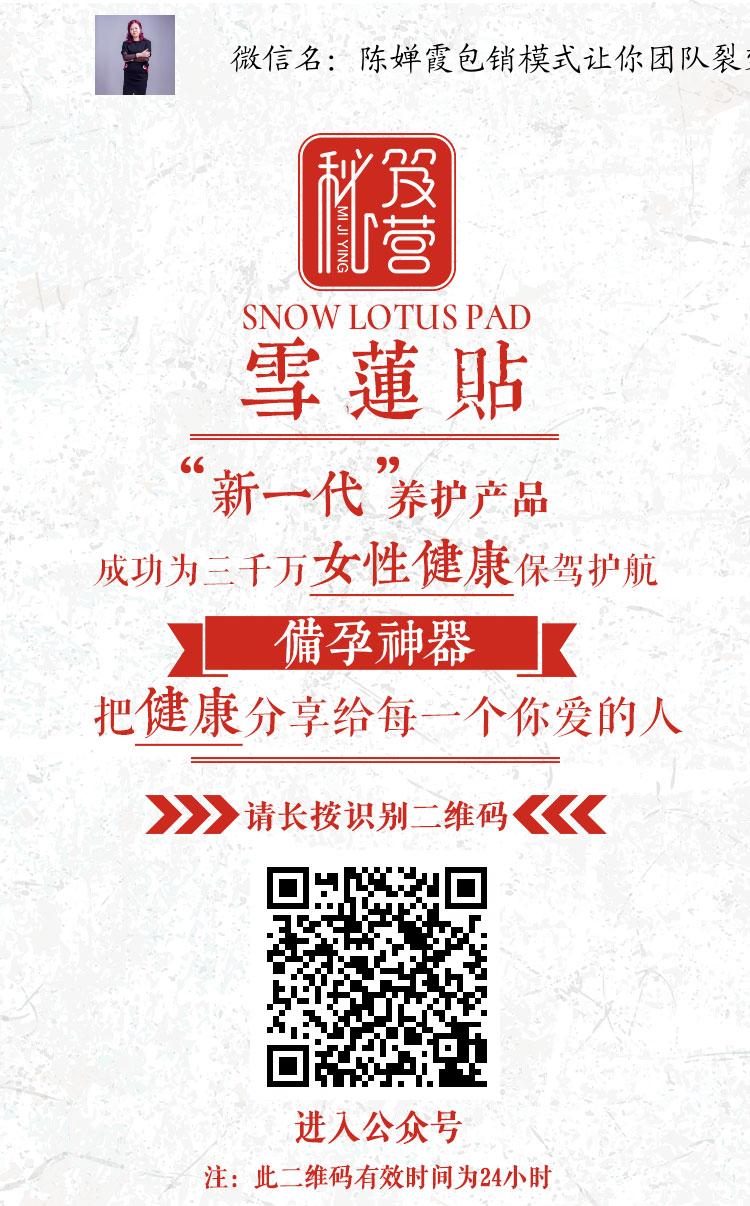 微信名：陈婵霞包销模式让你团队裂
秘笈营
MI JI YING
SNOW LOTUS PAD
雪蓮貼
“新一代”养护产品
成功为三千万女性健康保驾护航
備孕神器
把健康分享给每一个你爱的人
请长按识别二维码
进入公众号
注：此二维码有效时间为24小时